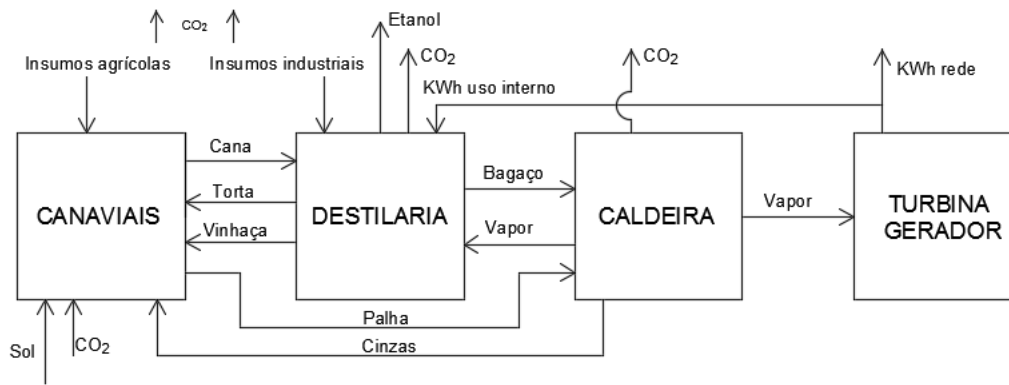 Etanol
CO₂
CO₂
CO₂
Insumos agrícolas
Insumos industriais
KWh rede
KWh uso interno
Cana
Bagaço
Torta
Vapor
CANAVIAIS
DESTILARIA
CALDEIRA
TURBINA
GERADOR
Vinhaça
Vapor
Palha
Sol
CO₂
Cinzas